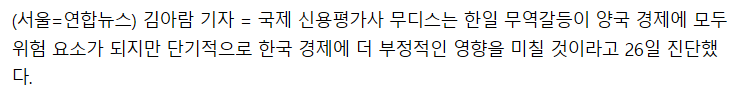 (서울=연합뉴스) 김아람 기자 = 국제 신용평가사 무디스는 한일 무역갈등이 양국 경제에 모두
위험 요소가 되지만 단기적으로 한국 경제에 더 부정적인 영향을 미칠 것이라고 26일 진단했
다.